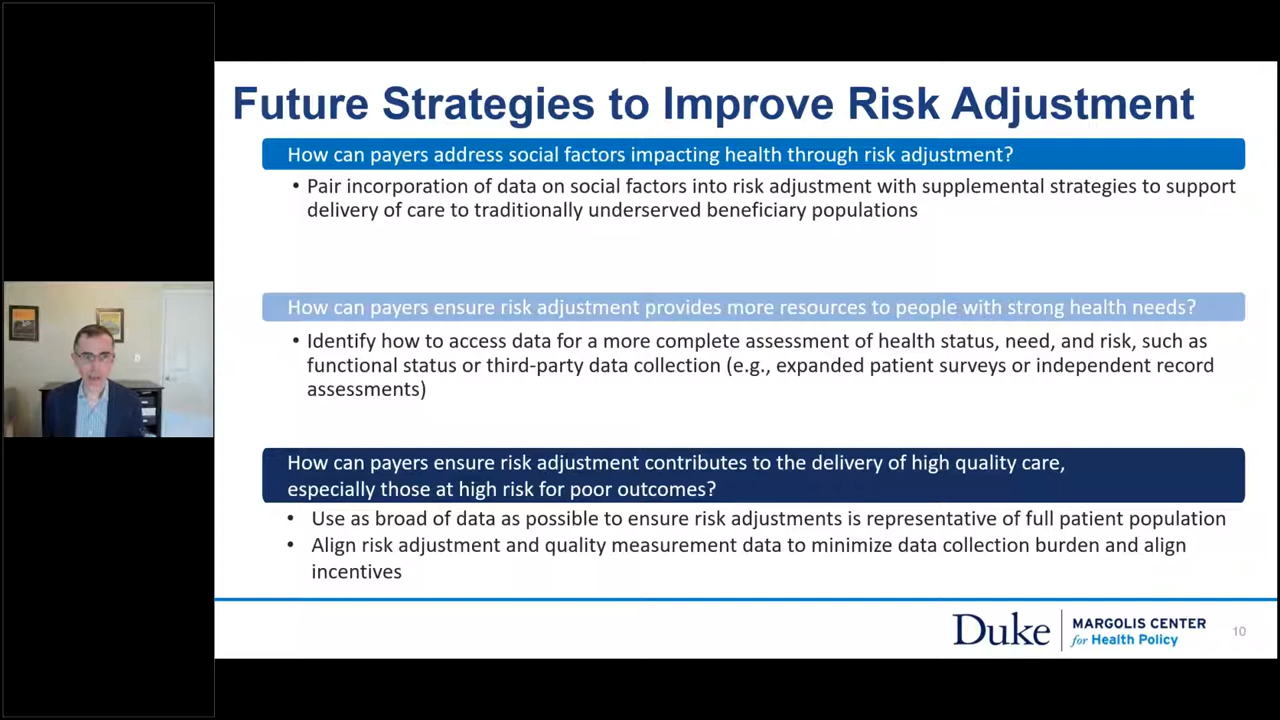 Future Strategies to Improve Risk Adjustment
How can payers address social factors impacting health through risk adjustment?
• Pair incorporation of data on social factors into risk adjustment with supplemental strategies to support
delivery of care to traditionally underserved beneficiary populations
How can payers ensure risk adjustment provides more resources to people with strong health needs?
• Identify how to access data for a more complete assessment of health status, need, and risk, such as
functional status or third-party data collection (e.g., expanded patient surveys or independent record
assessments)
How can payers ensure risk adjustment contributes to the delivery of high quality care,
especially those at high risk for poor outcomes?
• Use as broad of data as possible to ensure risk adjustments is representative of full patient population
• Align risk adjustment and quality measurement data to minimize data collection burden and align
incentives
Duke
MARGOLIS CENTER
for Health Policy
10